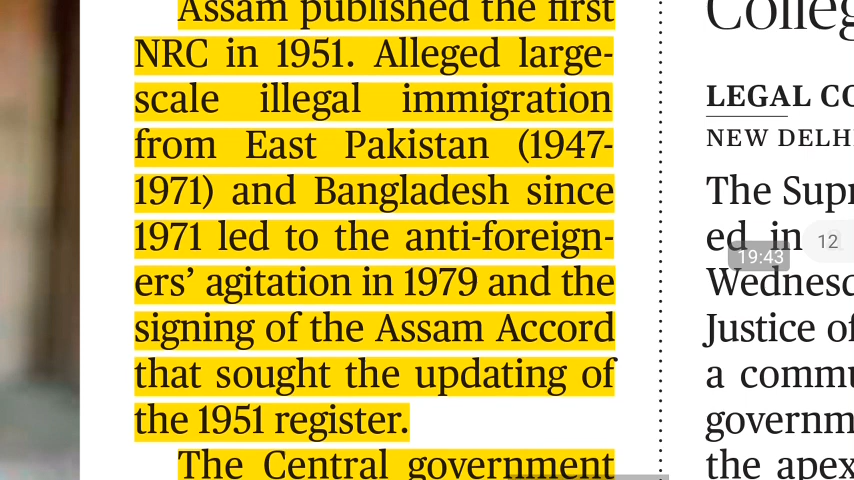 Assam published the first
NRC in 1951. Alleged large-
scale illegal immigration
from East Pakistan (1947-
1971) and Bangladesh since
1971 led to the anti-foreign-
ers’ agitation in 1979 and the
signing of the Assam Accord
that sought the updating of
the 1951 register.
The Central government
LEGAL CO
NEW DELH
The Supr
ed in
Wednesd
Justice of
a commu
governm
the apex
19:43
12